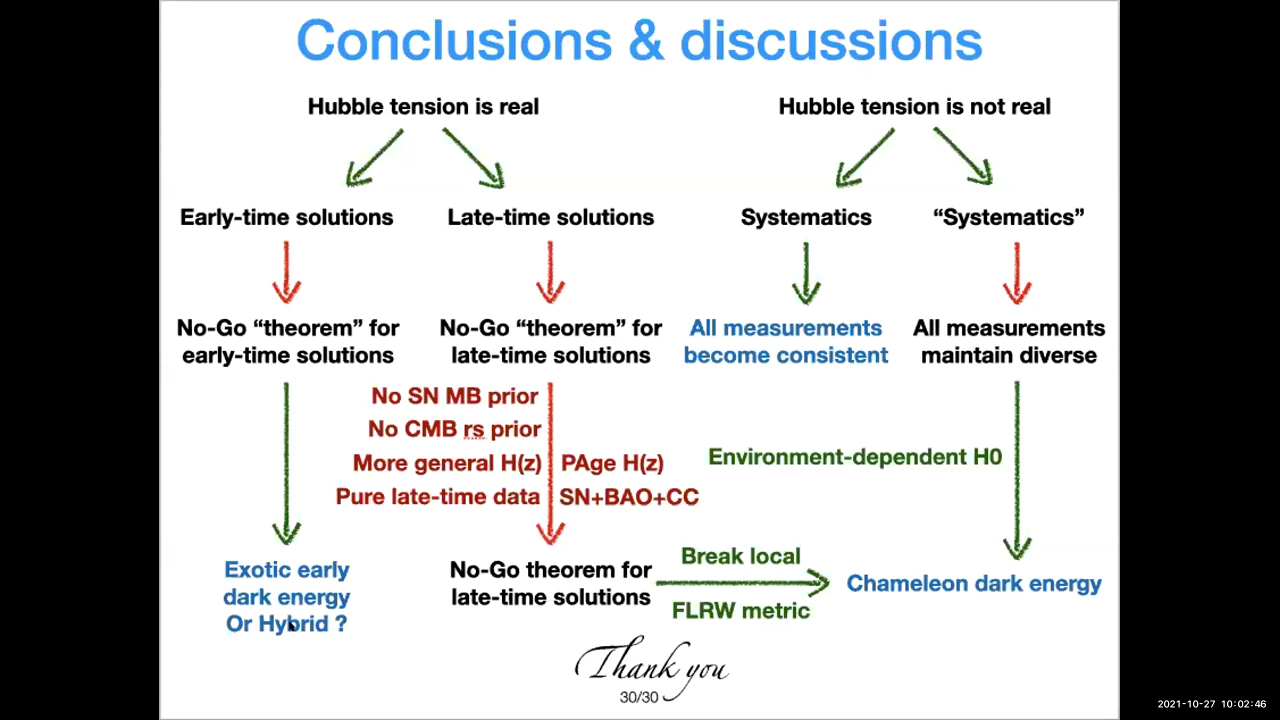 Conclusions & discussions
Hubble tension is real
Hubble tension is not real
Early-time solutions
Late-time solutions
Systematics
“Systematics”
No-Go “theorem” for
early-time solutions
No-Go “theorem” for
late-time solutions
All measurements
become consistent
All measurements
maintain diverse
No SN MB prior
No CMB rs prior
More general H(z)
PAge H(z)
Pure late-time data
SN+BAO+CC
Environment-dependent H0
Exotic early
dark energy
Or Hybrid ?
No-Go theorem for
late-time solutions
Break local
FLRW metric
Chameleon dark energy
Thank you
30/30
2021-10-27 10:02:46